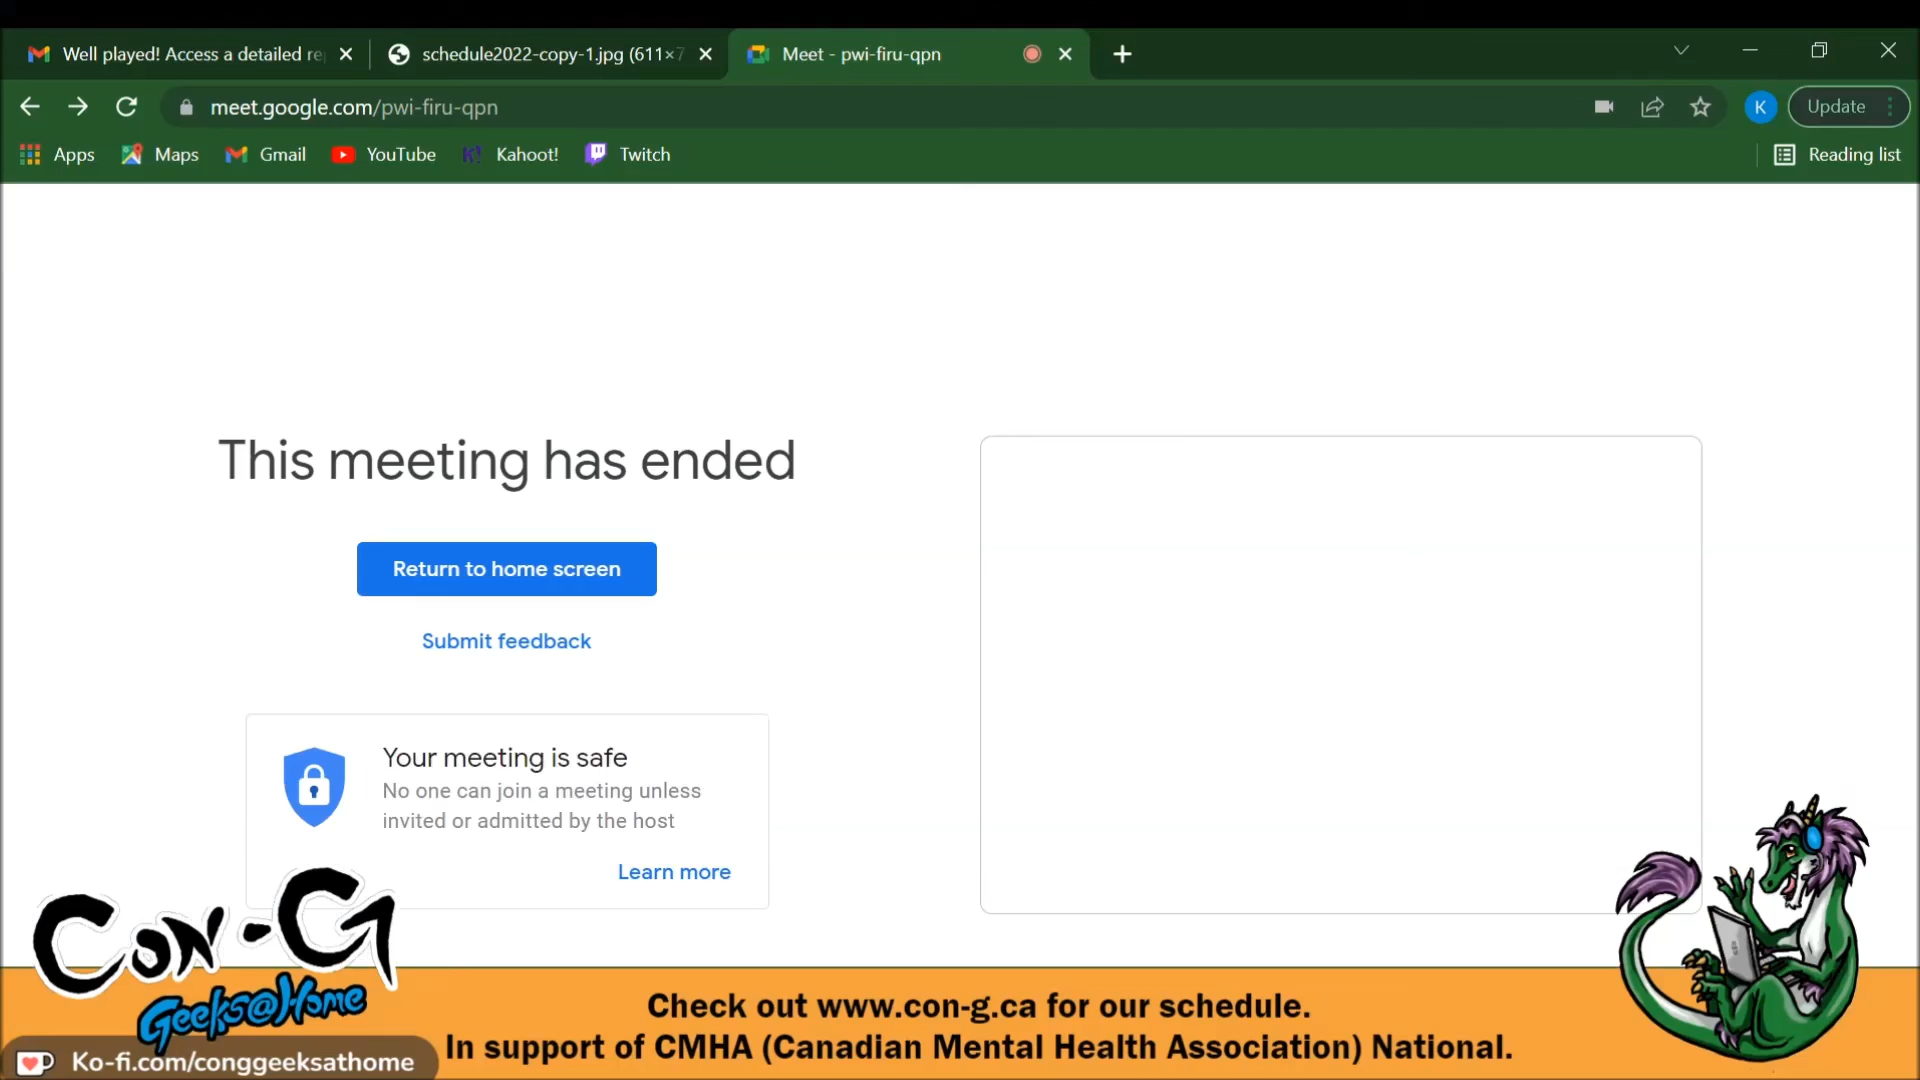 Well played! Access a detailed re
schedule2022-copy-1.jpg (611×7
Meet - pwi-firu-qpn
meet.google.com/pwi-firu-qpn
K
Update
Apps
Maps
Gmail
YouTube
K!
Kahoot!
Twitch
Reading list
This meeting has ended
Return to home screen
Submit feedback
Your meeting is safe
No one can join a meeting unless
invited or admitted by the host
Learn more
Con-G
Geeks@Home
Check out www.con-g.ca for our schedule.
In support of CMHA (Canadian Mental Health Association) National.
Ko-fi.com/conggeeksathome